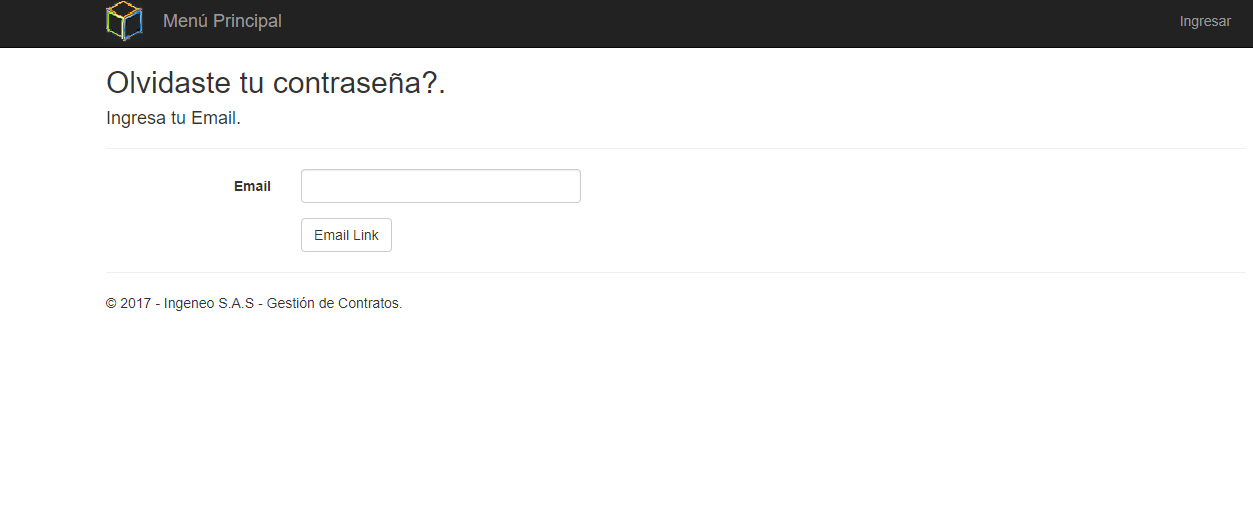 Menú Principal
Ingresar
Olvidaste tu contraseña?.
Ingresa tu Email.
Email
Email Link
© 2017 - Ingeneo S.A.S - Gestión de Contratos.